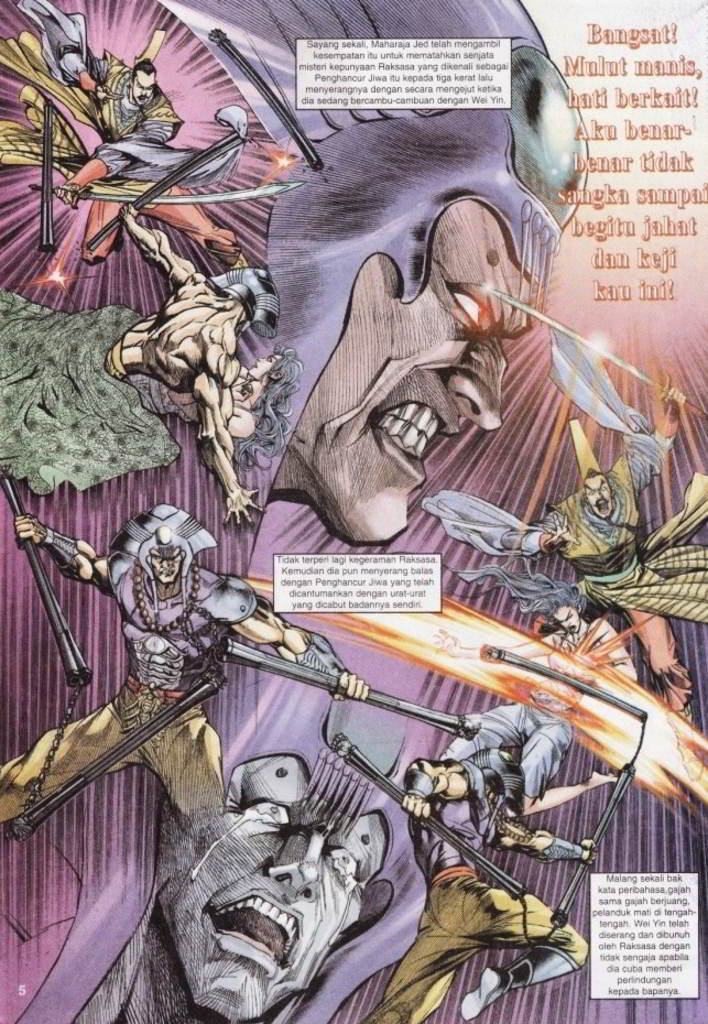 Sayang sekali, Maharaja Jed telah mengambil
kesempatan itu untuk mematahkan senjata
misteri kepunyaan Raksasa yang dikenali sebagai
Penghancur Jiwa itu kepada tiga kerat lalu
menyerangnya dengan secara mengejut ketika
dia sedang bercambu-cambuan dengan Wei Yin.
Bangsat!
Mulut manis,
hati berkait!
Aku benar-
benar tidak
sangka sampai
begitu jahat
dan keji
kau ini!
Tidak terperi lagi kegeraman Raksasa.
Kemudian dia pun menyerang balas
dengan Penghancur Jiwa yang telah
dicantumankan dengan urat-urat
yang dicabut badannya sendiri.
Malang sekali bak
kata peribahasa,gajah
sama gajah berjuang,
pelanduk mati di tengah-
tengah. Wei Yin telah
diserang dan dibunuh
oleh Raksasa dengan
tidak sengaja apabila
dia cuba memberi
perlindungan
kepada bapanya.
5